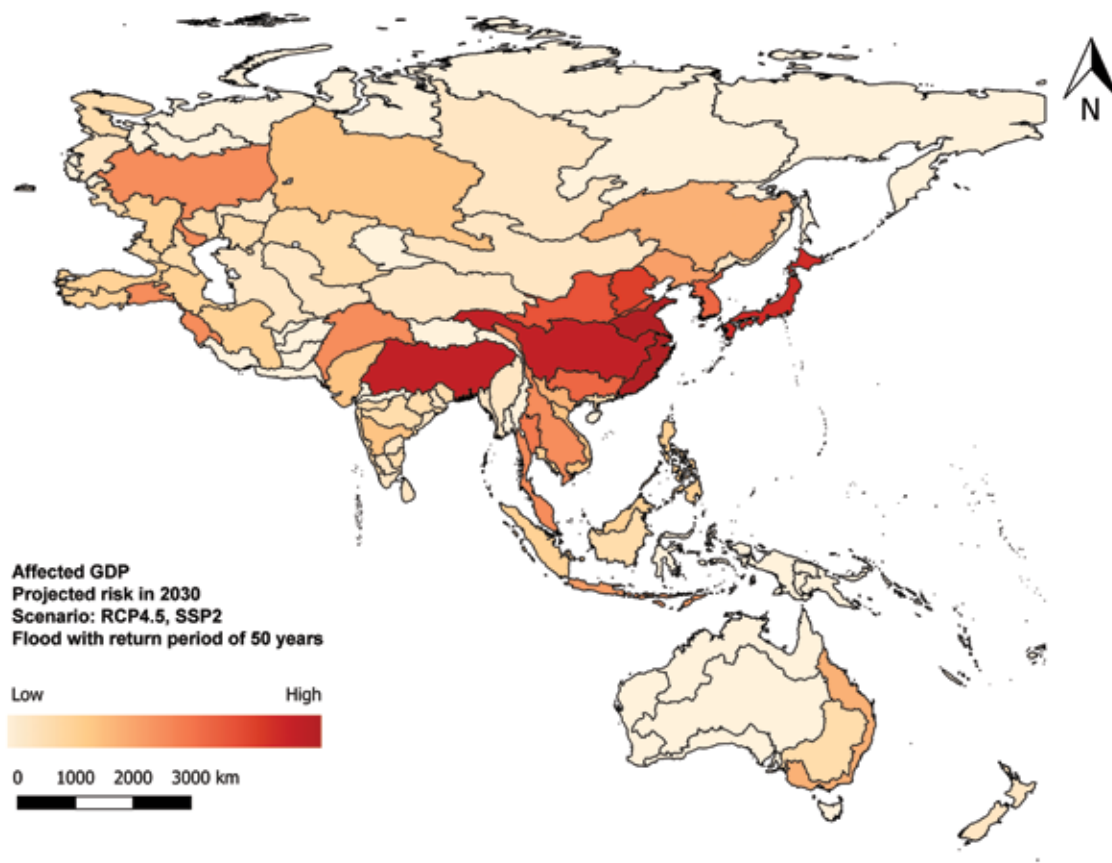 N
Affected GDP
Projected risk in 2030
Scenario: RCP4.5, SSP2
Flood with return period of 50 years
Low High
0 1000 2000 3000 km